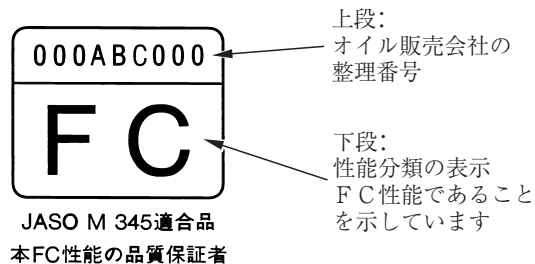 000ABC000
FC
JASO M 345適合品
本FC性能の品質保証者
上段：
オイル販売会社の
整理番号
下段：
性能分類の表示
ＦＣ性能であること
を示しています